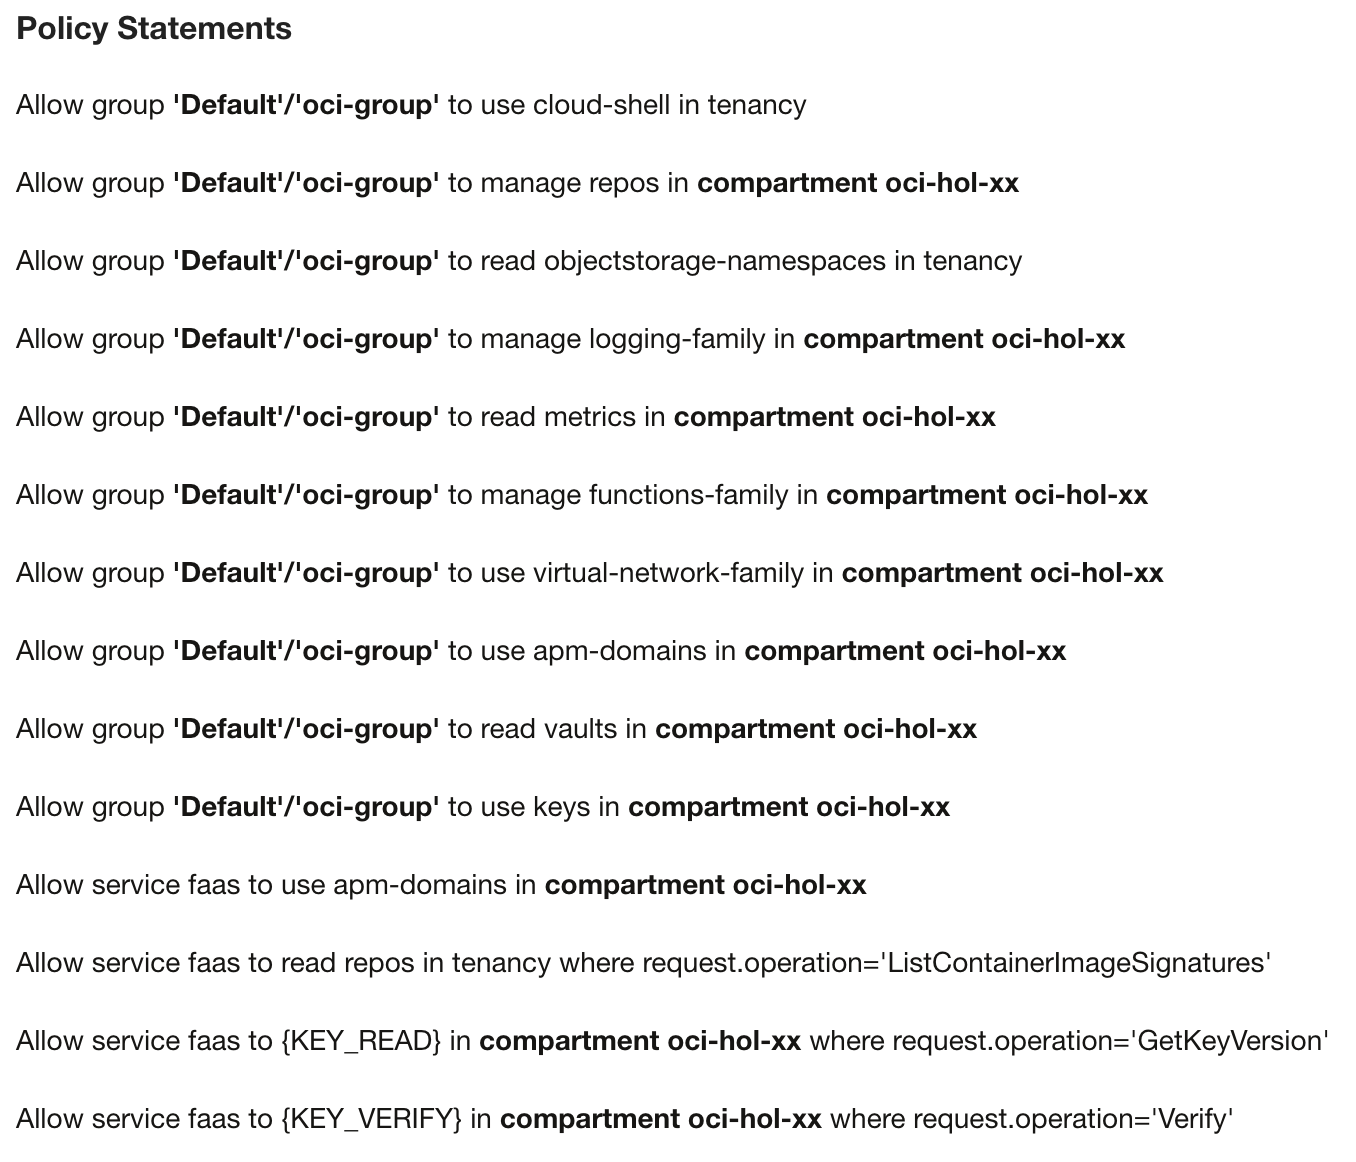 Policy Statements
Allow group 'Default'/'oci-group' to use cloud-shell in tenancy
Allow group 'Default'/'oci-group' to manage repos in compartment oci-hol-xx
Allow group 'Default'/'oci-group' to read objectstorage-namespaces in tenancy
Allow group 'Default'/'oci-group' to manage logging-family in compartment oci-hol-xx
Allow group 'Default'/'oci-group' to read metrics in compartment oci-hol-xx
Allow group 'Default'/'oci-group' to manage functions-family in compartment oci-hol-xx
Allow group 'Default'/'oci-group' to use virtual-network-family in compartment oci-hol-xx
Allow group 'Default'/'oci-group' to use apm-domains in compartment oci-hol-xx
Allow group 'Default'/'oci-group' to read vaults in compartment oci-hol-xx
Allow group 'Default'/'oci-group' to use keys in compartment oci-hol-xx
Allow service faas to use apm-domains in compartment oci-hol-xx
Allow service faas to read repos in tenancy where request.operation='ListContainerImageSignatures'
Allow service faas to {KEY_READ} in compartment oci-hol-xx where request.operation='GetKeyVersion'
Allow service faas to {KEY_VERIFY} in compartment oci-hol-xx where request.operation='Verify'